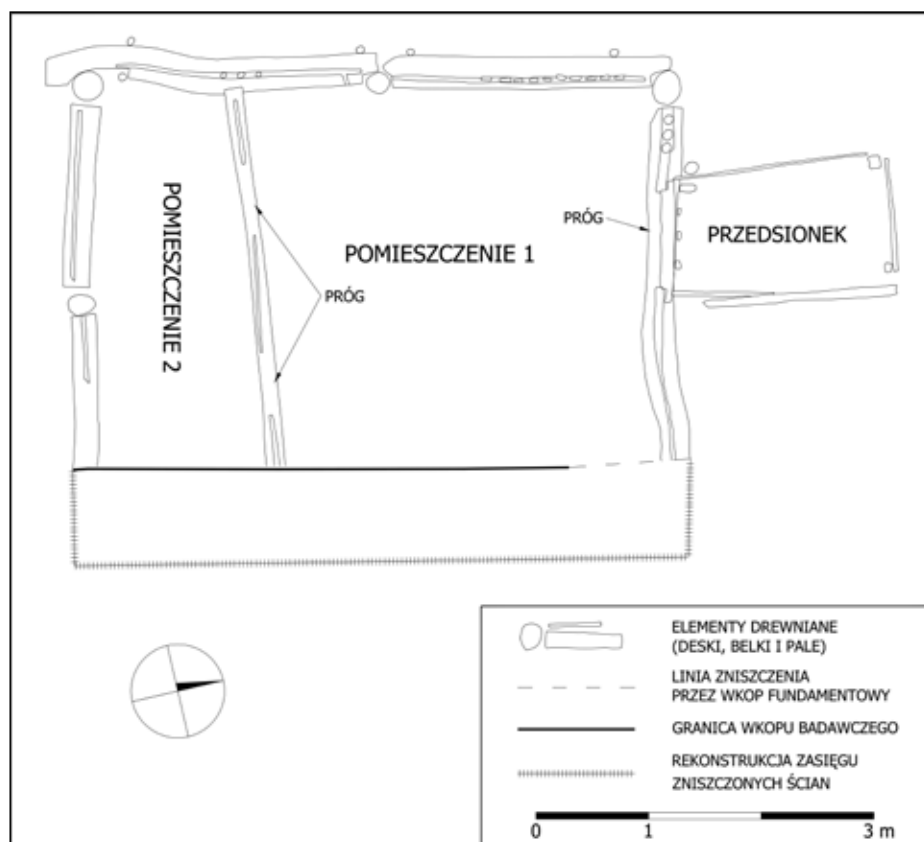 POMIESZCZENIE 2
POMIESZCZENIE 1
PRÓG
PRÓG
PRZEDSIONEK
ELEMENTY DREWNIANE
(DESKI, BELKI I PALE)
LINIA ZNISZCZENIA
PRZEZ WKOP FUNDAMENTOWY
GRANICA WKOPU BADAWCZEGO
REKONSTRUKCJA ZASIĘGU
ZNISZCZONYCH ŚCIAN
0 1 3 m